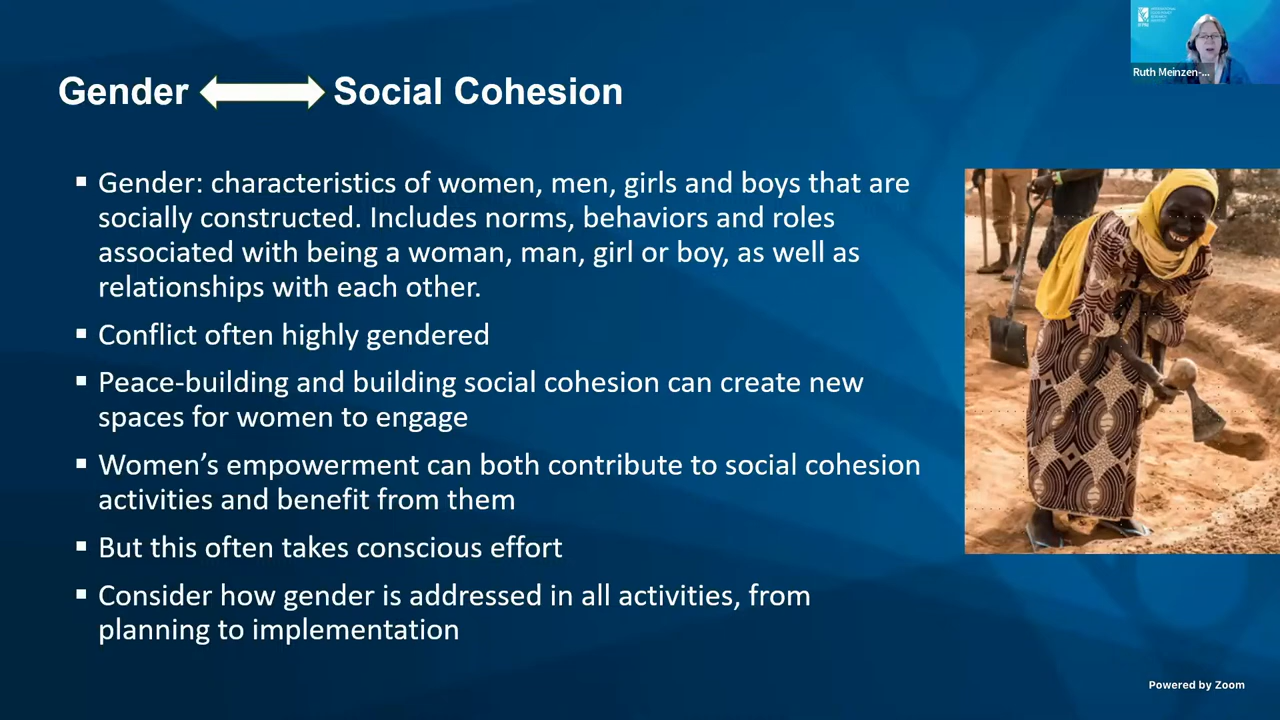 Gender Social Cohesion
Ruth Meinzen-...
▪ Gender: characteristics of women, men, girls and boys that are
socially constructed. Includes norms, behaviors and roles
associated with being a woman, man, girl or boy, as well as
relationships with each other.
▪ Conflict often highly gendered
▪ Peace-building and building social cohesion can create new
spaces for women to engage
▪ Women’s empowerment can both contribute to social cohesion
activities and benefit from them
▪ But this often takes conscious effort
▪ Consider how gender is addressed in all activities, from
planning to implementation
Powered by Zoom